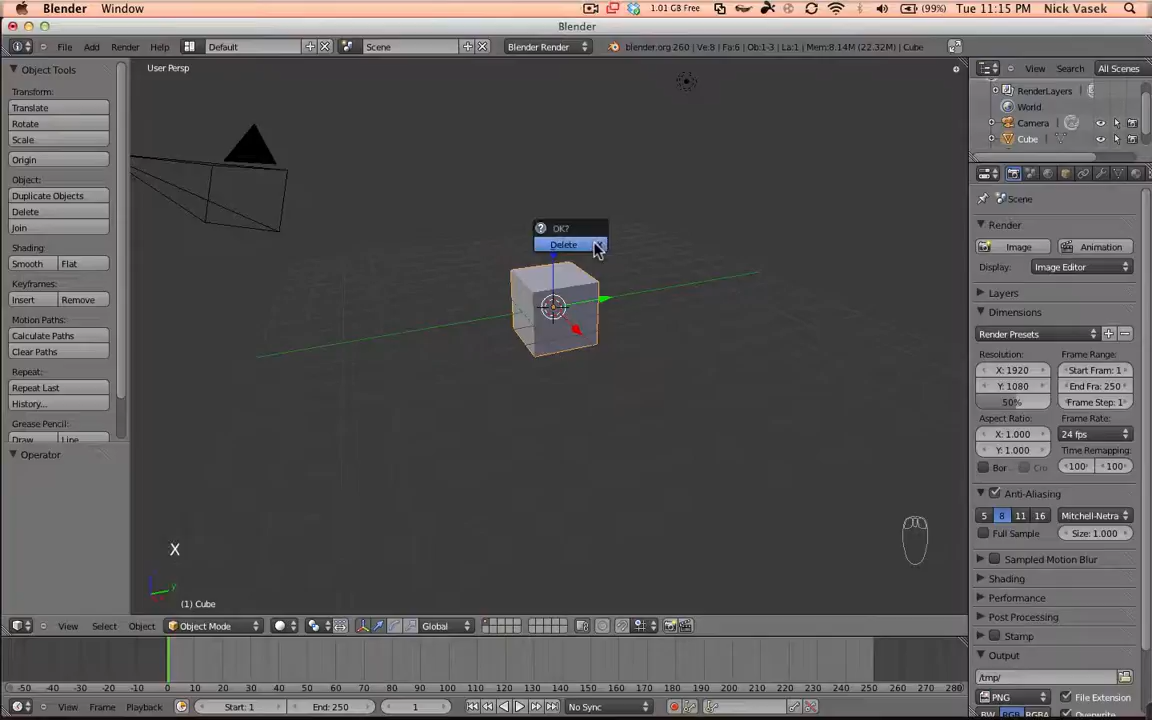 Blender Window 1.01 GB Free (99%) Tue 11:15 PM Nick Vasek
Blender
File Add Render Help Default Scene Blender Render blender.org 260 | Ve:8 | Fa:6 | Ob:1-3 | La:1 | Mem:8.14M (22.32M) | Cube
Object Tools
Transform:
Translate
Rotate
Scale
Origin
Object:
Duplicate Objects
Delete
Join
Shading:
Smooth Flat
Keyframes:
Insert Remove
Motion Paths:
Calculate Paths
Clear Paths
Repeat:
Repeat Last
History...
Grease Pencil:
Draw Line
Operator
User Persp
OK?
Delete
X
y
(1) Cube
View Search All Scenes
RenderLayers
World
Camera
Cube
Scene
Render
Image Animation
Display: Image Editor
Layers
Dimensions
Render Presets
Resolution: Frame Range:
X: 1920 Start Fram: 1
Y: 1080 End Fra: 250
50% Frame Step: 1
Aspect Ratio: Frame Rate:
X: 1.000 24 fps
Y: 1.000 Time Remapping:
Bor Cro 100 100
Anti-Aliasing
5 8 11 16 Mitchell-Netra
Full Sample Size: 1.000
Sampled Motion Blur
Shading
Performance
Post Processing
Stamp
Output
/tmp/
PNG File Extension
BW RGB RGBA Overwrite
View Select Object Object Mode Global
-50 -40 -30 -20 -10 0 10 20 30 40 50 60 70 80 90 100 110 120 130 140 150 160 170 180 190 200 210 220 230 240 250 260 270 280
View Frame Playback Start: 1 End: 250 1 No Sync